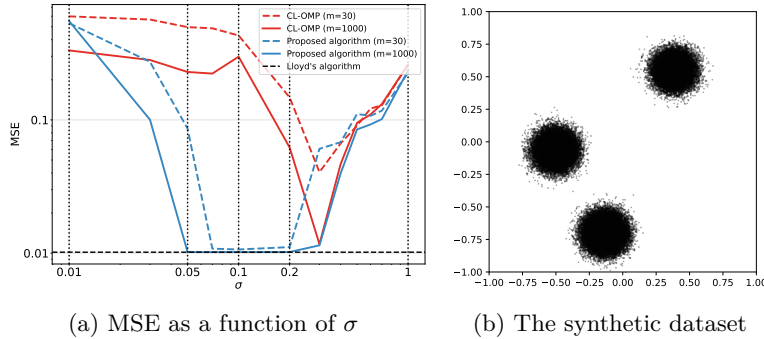 CL-OMP (m=30)
CL-OMP (m=1000)
Proposed algorithm (m=30)
Proposed algorithm (m=1000)
Lloyd's algorithm
MSE
0.1
0.01
0.01
0.05
0.1
0.2
1
σ
1.00
0.75
0.50
0.25
0.00
−0.25
−0.50
−0.75
−1.00
−1.00 −0.75 −0.50 −0.25 0.00 0.25 0.50 0.75 1.00
(a) MSE as a function of σ
(b) The synthetic dataset